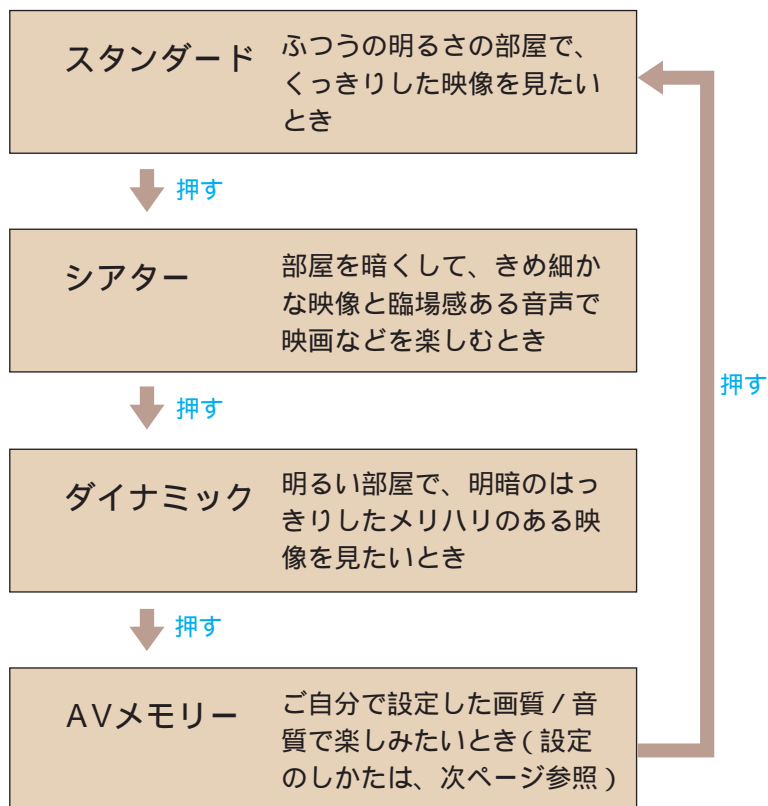 スタンダード
ふつうの明るさの部屋で、
くっきりした映像を見たい
とき
押す
シアター
部屋を暗くして、きめ細か
な映像と臨場感ある音声で
映画などを楽しむとき
押す
押す
ダイナミック
明るい部屋で、明暗のはっ
きりしたメリハリのある映
像を見たいとき
押す
AVメモリー
ご自分で設定した画質/音
質で楽しみたいとき(設定
のしかたは、次ページ参照)